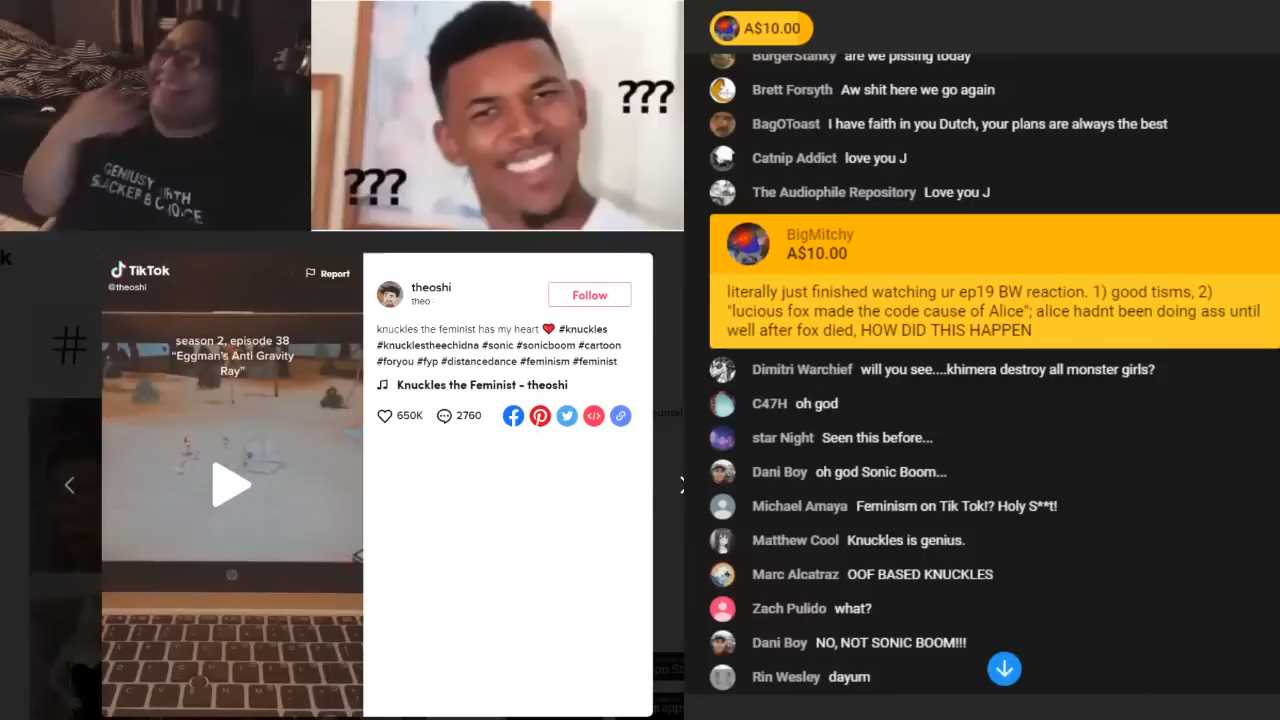 GENIUS BY BIRTH
SLACKER BY CHOICE
???
???
k
#
TikTok
Report
@theoshi
season 2, episode 38
"Eggman's Anti Gravity
Ray"
theoshi
theo ·
Follow
knuckles the feminist has my heart ❤️ #knuckles
#knucklestheechidna #sonic #sonicboom #cartoon
#foryou #fyp #distancedance #feminism #feminist
Knuckles the Feminist - theoshi
650K
2760
A$10.00
BurgerStanky are we pissing today
Brett Forsyth Aw shit here we go again
BagOToast I have faith in you Dutch, your plans are always the best
Catnip Addict love you J
The Audiophile Repository Love you J
BigMitchy
A$10.00
literally just finished watching ur ep19 BW reaction. 1) good tisms, 2)
"lucious fox made the code cause of Alice"; alice hadnt been doing ass until
well after fox died, HOW DID THIS HAPPEN
Dimitri Warchief will you see....khimera destroy all monster girls?
C47H oh god
star Night Seen this before...
Dani Boy oh god Sonic Boom...
Michael Amaya Feminism on Tik Tok!? Holy S**t!
Matthew Cool Knuckles is genius.
Marc Alcatraz OOF BASED KNUCKLES
Zach Pulido what?
Dani Boy NO, NOT SONIC BOOM!!!
Rin Wesley dayum